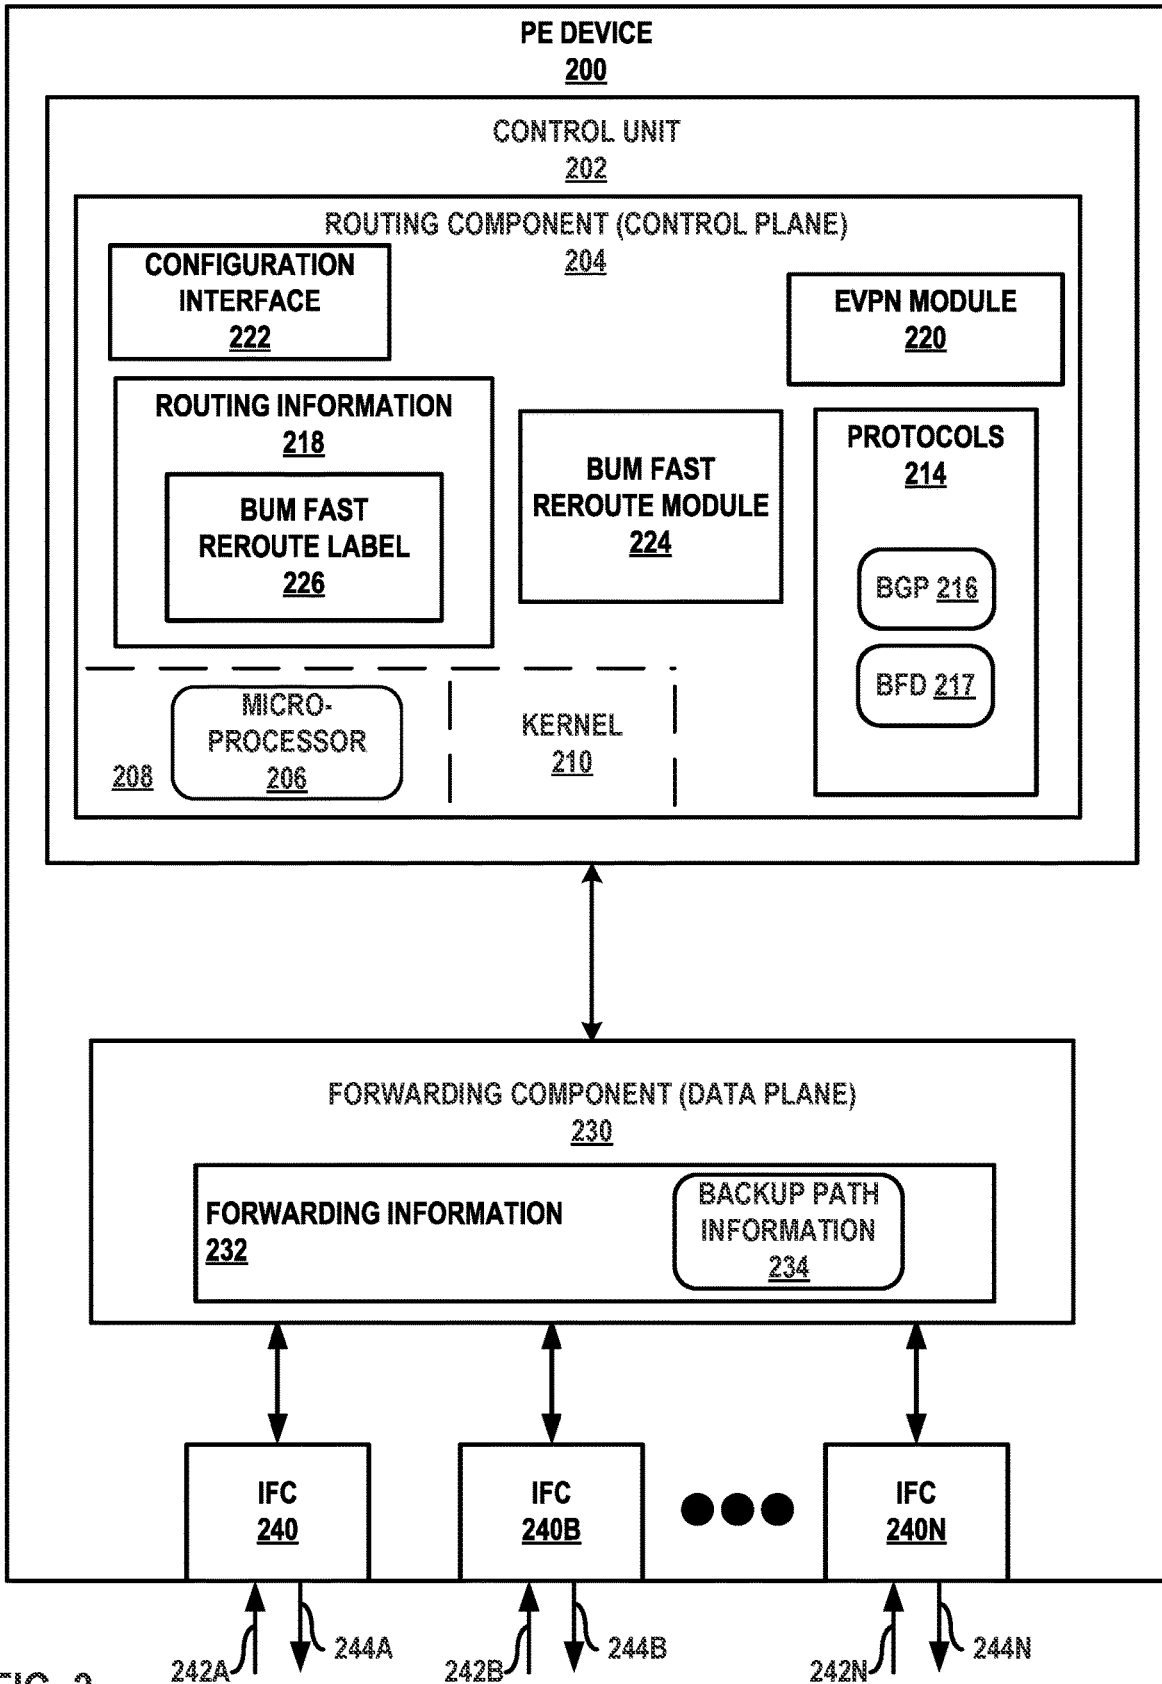 PE DEVICE
200
CONTROL UNIT
202
ROUTING COMPONENT (CONTROL PLANE)
204
CONFIGURATION
INTERFACE
222
EVPN MODULE
220
ROUTING INFORMATION
218
BUM FAST
REROUTE LABEL
226
BUM FAST
REROUTE MODULE
224
PROTOCOLS
214
BGP 216
BFD 217
MICRO-
PROCESSOR
206
208
KERNEL
210
FORWARDING COMPONENT (DATA PLANE)
230
FORWARDING INFORMATION
232
BACKUP PATH
INFORMATION
234
IFC
240
IFC
240B
IFC
240N
242A
244A
242B
244B
242N
244N